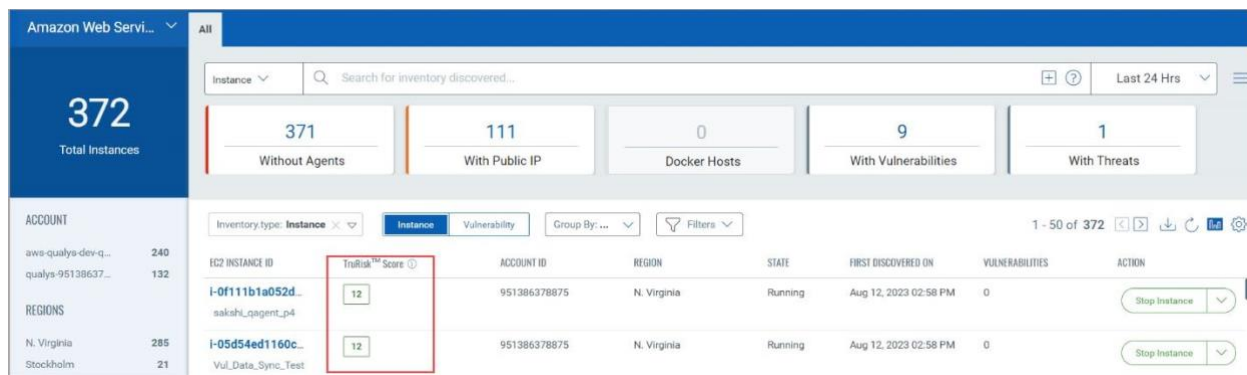 Amazon Web Servi...
All
372
Total Instances
Instance
Search for inventory discovered...
Last 24 Hrs
371
Without Agents
111
With Public IP
0
Docker Hosts
9
With Vulnerabilities
1
With Threats
ACCOUNT
aws-qualys-dev-q... 240
qualys-95138637... 132
REGIONS
N. Virginia 285
Stockholm 21
Inventory.type: Instance
Instance
Vulnerability
Group By: ...
Filters
1 - 50 of 372
EC2 INSTANCE ID TruRisk™ Score ACCOUNT ID REGION STATE FIRST DISCOVERED ON VULNERABILITIES ACTION
i-0f111b1a052d... 12 951386378875 N. Virginia Running Aug 12, 2023 02:58 PM 0 Stop Instance
sakshi_qagent_p4
i-05d54ed1160c... 12 951386378875 N. Virginia Running Aug 12, 2023 02:58 PM 0 Stop Instance
Vul_Data_Sync_Test